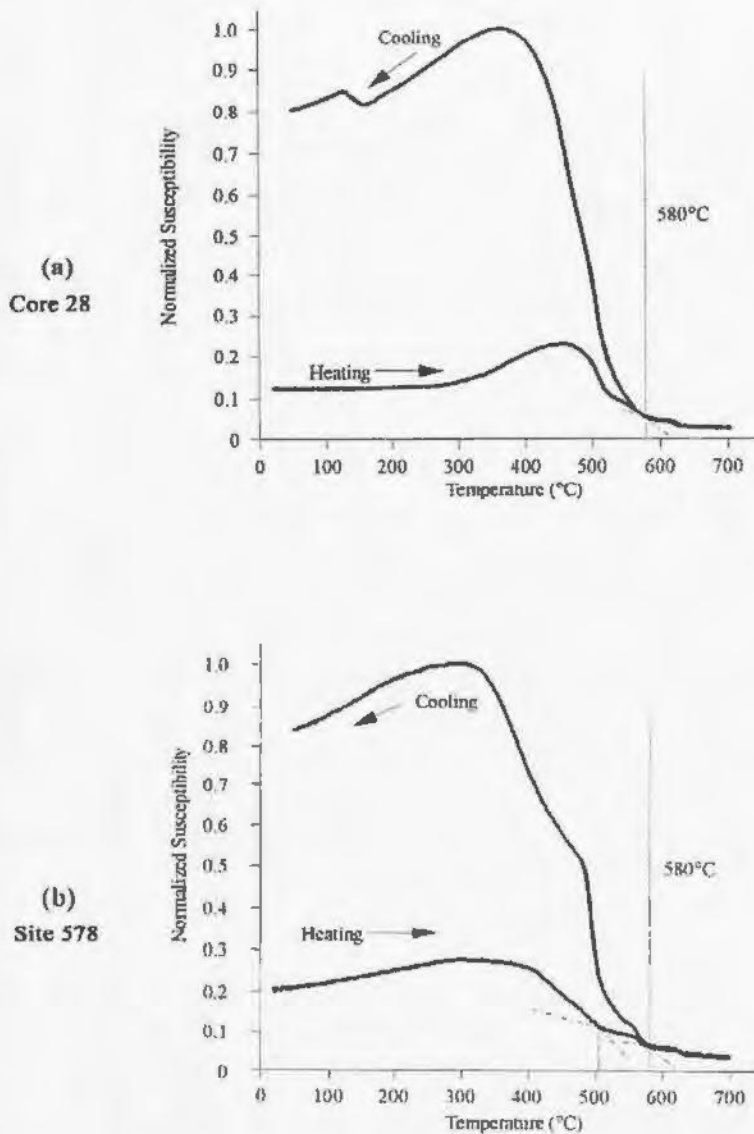 1.0
0.9
0.8
0.7
0.6
0.5
0.4
0.3
0.2
0.1
0
Normalized Susceptibility
Cooling
580°C
Heating
(a)
Core 28
0 100 200 300 400 500 600 700
Temperature (°C)
1.0
0.9
0.8
0.7
0.6
0.5
0.4
0.3
0.2
0.1
0
Normalized Susceptibility
Cooling
580°C
Heating
(b)
Site 578
0 100 200 300 400 500 600 700
Temperature (°C)